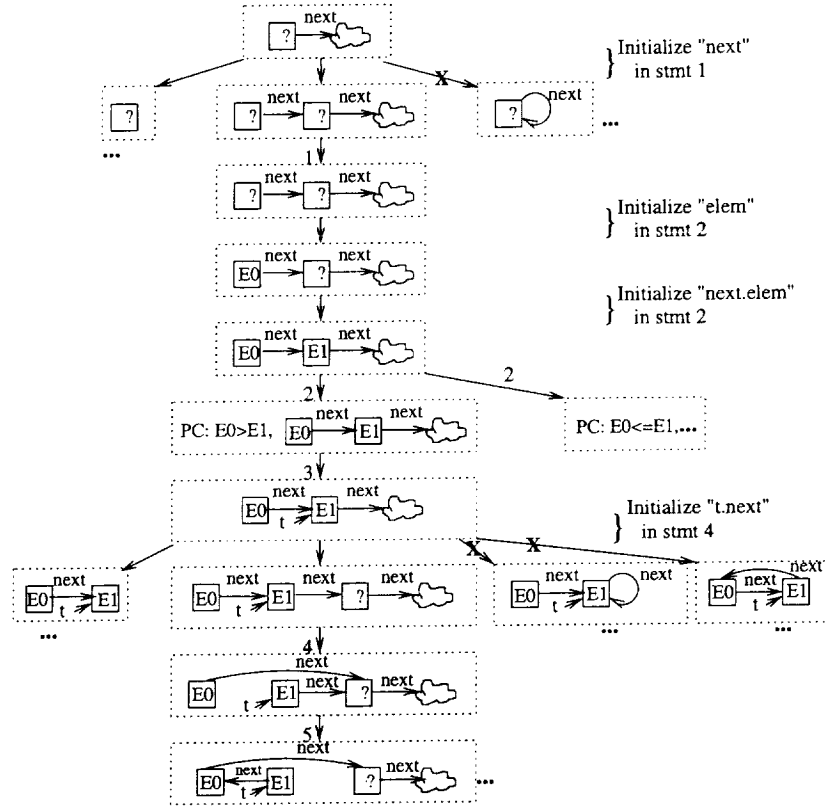 next
? 
} Initialize "next"
in stmt 1
X
?
next next
? ?
next
?
...
...
1
next next
? ?
} Initialize "elem"
in stmt 2
next next
E0 ?
} Initialize "next.elem"
in stmt 2
next next
E0 E1
2
2
PC: E0>E1, E0 next E1 next
PC: E0<=E1,...
3
next next
E0 E1
t
} Initialize "t.next"
in stmt 4
X X
next
E0 E1
t
...
next next next
E0 E1 ?
t
next next
E0 E1
t
...
next
next
E0 E1
t
...
4
next
next next
E0 E1 ?
t
5
next
next next
E0 E1 ?
t
...